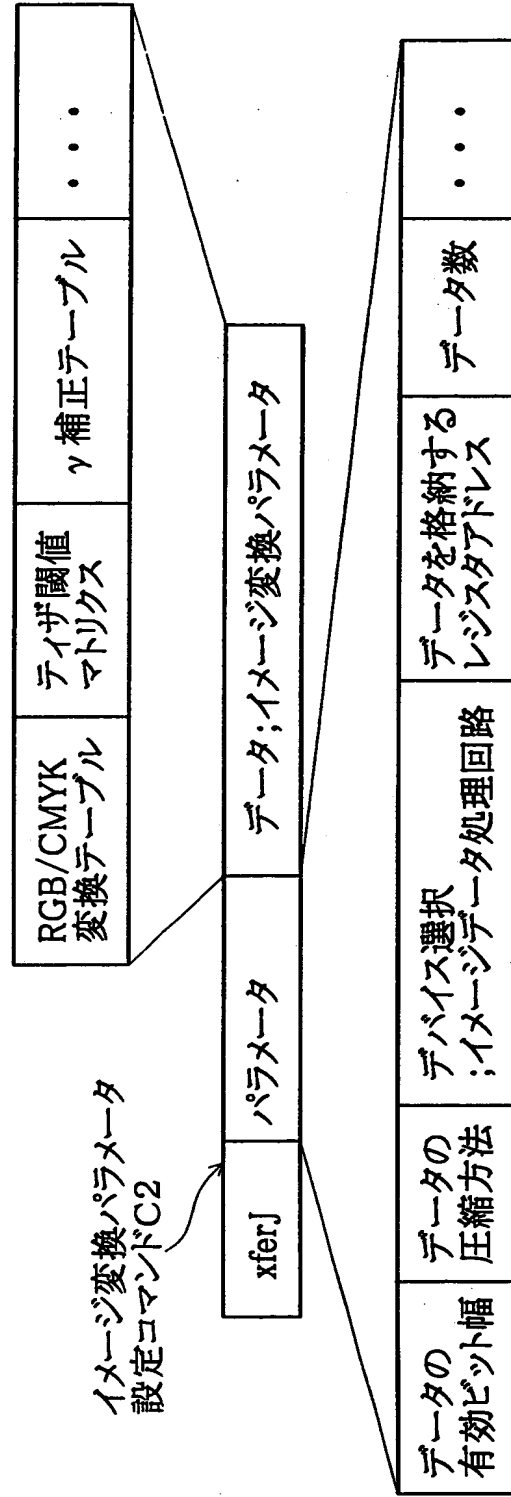 RGB/CMYK
変換テーブル
ティザ閾値
マトリクス
γ補正テーブル
・・・
イメージ変換パラメータ
設定コマンドC2
xferJ
パラメータ
データ;イメージ変換パラメータ
データの
有効ビット幅
データの
圧縮方法
デバイス選択
;イメージデータ処理回路
データを格納する
レジスタアドレス
データ数
・・・